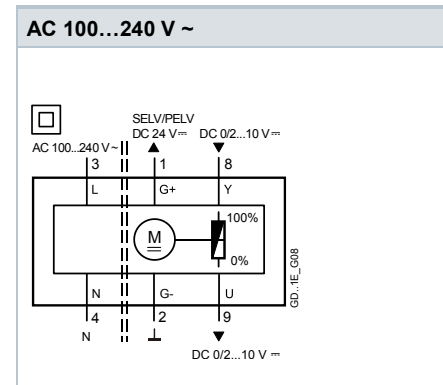 AC 100…240 V ~
SELV/PELV
DC 24 V⎓ DC 0/2...10 V⎓
AC 100...240 V~
3 1 8
L G+ Y
100%
M
0%
N G- U
4 2 9
N
DC 0/2...10 V ⎓
GD..1E_G08